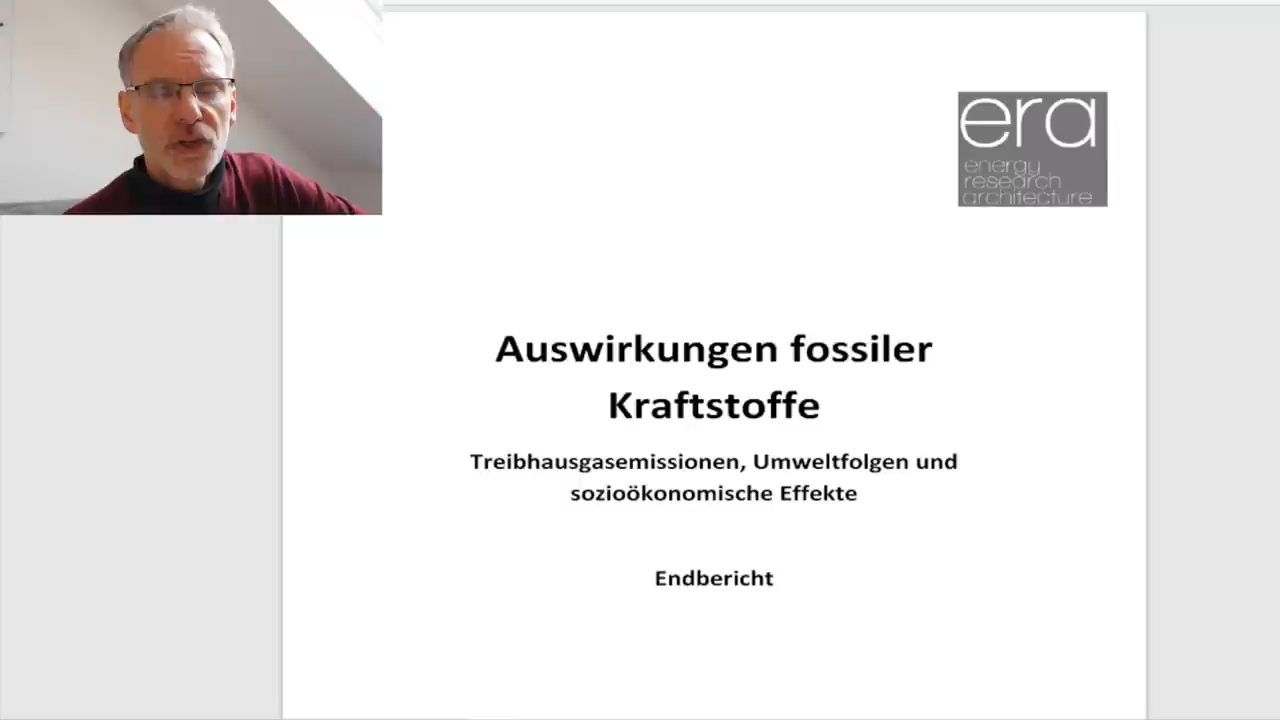 era
energy
research
architecture
Auswirkungen fossiler
Kraftstoffe
Treibhausgasemissionen, Umweltfolgen und
sozioökonomische Effekte
Endbericht